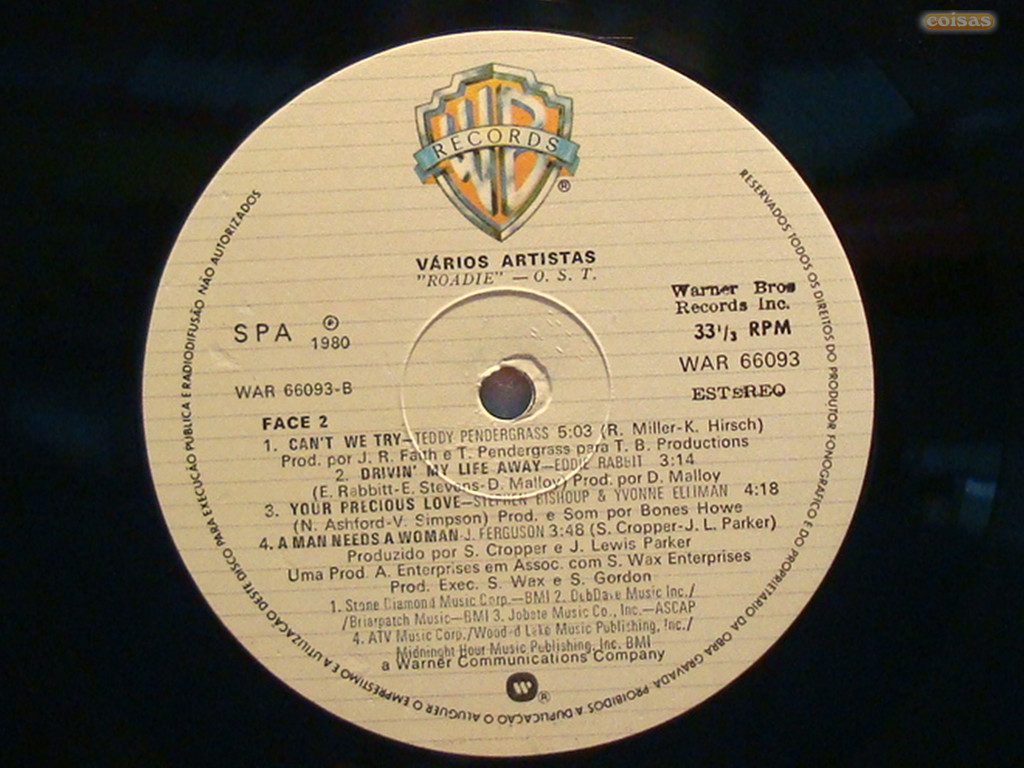 coisas
WB
RECORDS
®
VÁRIOS ARTISTAS
"ROADIE" — O. S. T.
SPA ℗ 1980
Warner Bros
Records Inc.
33 1/3 RPM
WAR 66093
WAR 66093-B
ESTEREO
FACE 2
1. CAN'T WE TRY—TEDDY PENDERGRASS 5:03 (R. Miller-K. Hirsch)
Prod. por J. R. Faith e T. Pendergrass para T. B. Productions
2. DRIVIN' MY LIFE AWAY—EDDIE RABBIT 3:14
(E. Rabbitt-E. Stevens-D. Malloy) Prod. por D. Malloy
3. YOUR PRECIOUS LOVE—STEPHEN BISHOUP & YVONNE ELLIMAN 4:18
(N. Ashford-V. Simpson) Prod. e Som por Bones Howe
4. A MAN NEEDS A WOMAN-J. FERGUSON 3:48 (S. Cropper-J. L. Parker)
Produzido por S. Cropper e J. Lewis Parker
Uma Prod. A. Enterprises em Assoc. com S. Wax Enterprises
Prod. Exec. S. Wax e S. Gordon
1. Stone Diamond Music Corp.—BMI 2. DebDave Music Inc./
/Briarpatch Music—BMI 3. Jobete Music Co., Inc.—ASCAP
4. ATV Music Corp./Wood-d Lake Music Publishing, Inc./
Midninght Hour Music Publishing, Inc. BMI
a Warner Communications Company
®
RESERVADOS TODOS OS DIREITOS DO PRODUTOR FONOGRÁFICO E DO PROPRIETARIO DA OBRA GRAVADA. PROIBIDOS A DUPLICAÇÃO O ALUGUER O EMPRESTIMO E A UTILIZAÇÃO DESTE DISCO PARA EXECUÇÃO PÚBLICA E RADIODIFUSÃO NÃO AUTORIZADOS